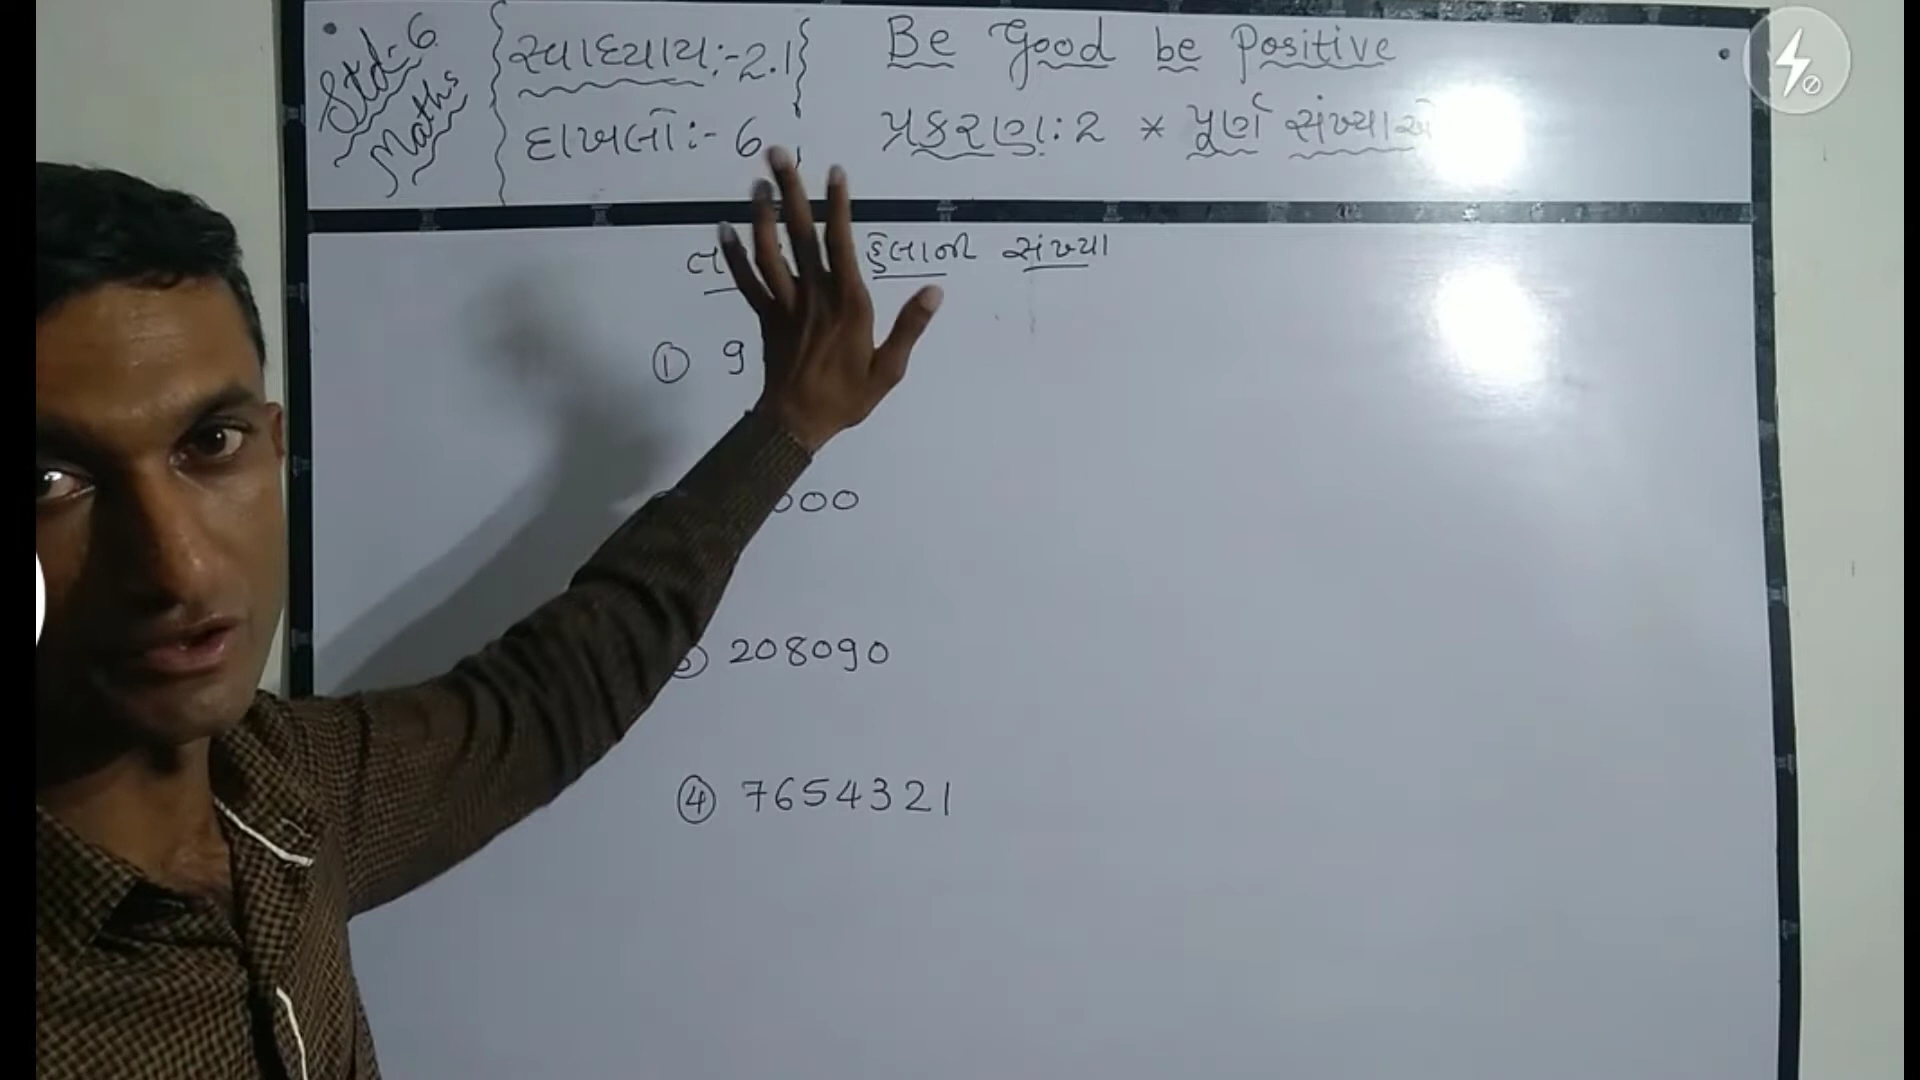 Std-6
Maths
સ્વાધ્યાય:-2.1
દાખલો:- 6
Be Good be Positive
પ્રકરણ: 2 * પૂર્ણ સંખ્યાઓ
સંખ્યા
① 9
000
208090
④ 7654321